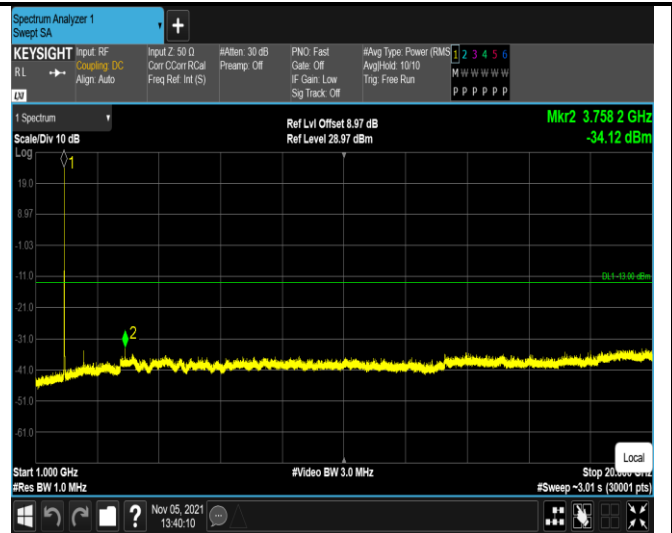 Spectrum Analyzer 1
Swept SA
+
KEYSIGHT
R L
LXI
Input: RF
Coupling: DC
Align: Auto
Input Z: 50 Ω
Corr CCorr RCal
Freq Ref: Int (S)
#Atten: 30 dB
Preamp: Off
PNO: Fast
Gate: Off
IF Gain: Low
Sig Track: Off
#Avg Type: Power (RMS
Avg|Hold: 10/10
Trig: Free Run
1 2 3 4 5 6
M W W W W W
P P P P P P
1 Spectrum
Scale/Div 10 dB
Log
Ref Lvl Offset 8.97 dB
Ref Level 28.97 dBm
Mkr2 3.758 2 GHz
-34.12 dBm
1
19.0
8.97
-1.03
-11.0
DL1 -13.00 dBm
-21.0
-31.0
2
-41.0
-51.0
-61.0
Local
Start 1.000 GHz
#Res BW 1.0 MHz
#Video BW 3.0 MHz
Stop 20.
#Sweep ~3.01 s (30001 pts)
?
Nov 05, 2021
13:40:10